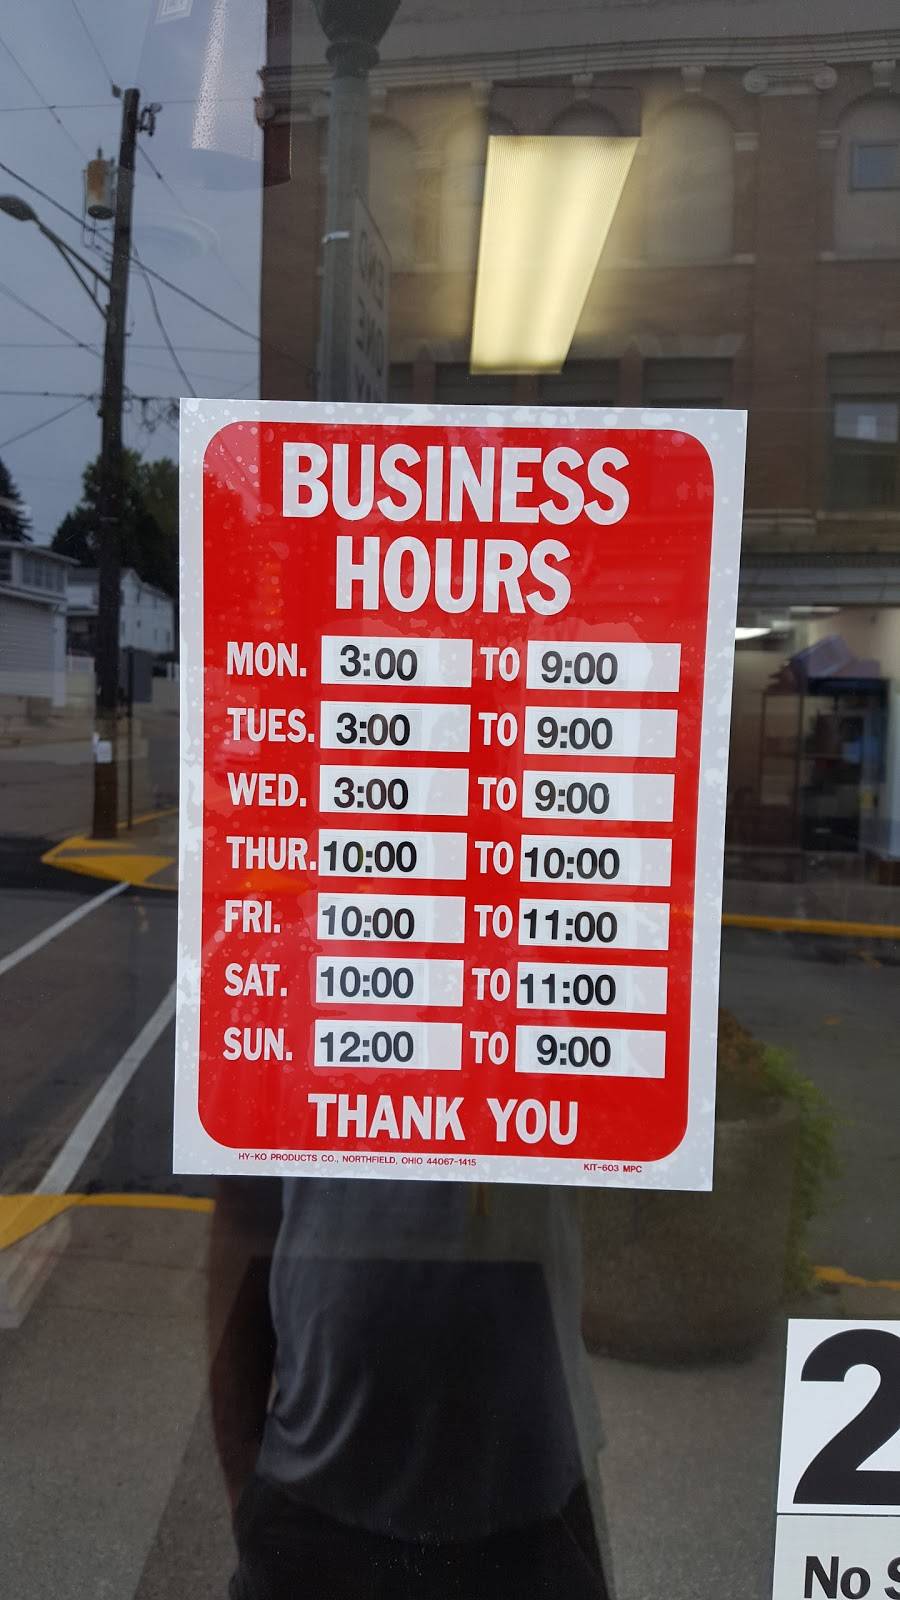 BUSINESS
HOURS
MON. 3:00 TO 9:00
TUES. 3:00 TO 9:00
WED. 3:00 TO 9:00
THUR. 10:00 TO 10:00
FRI. 10:00 TO 11:00
SAT. 10:00 TO 11:00
SUN. 12:00 TO 9:00
THANK YOU
HY-KO PRODUCTS CO., NORTHFIELD, OHIO 44067-1415 KIT-603 MPC
2
No